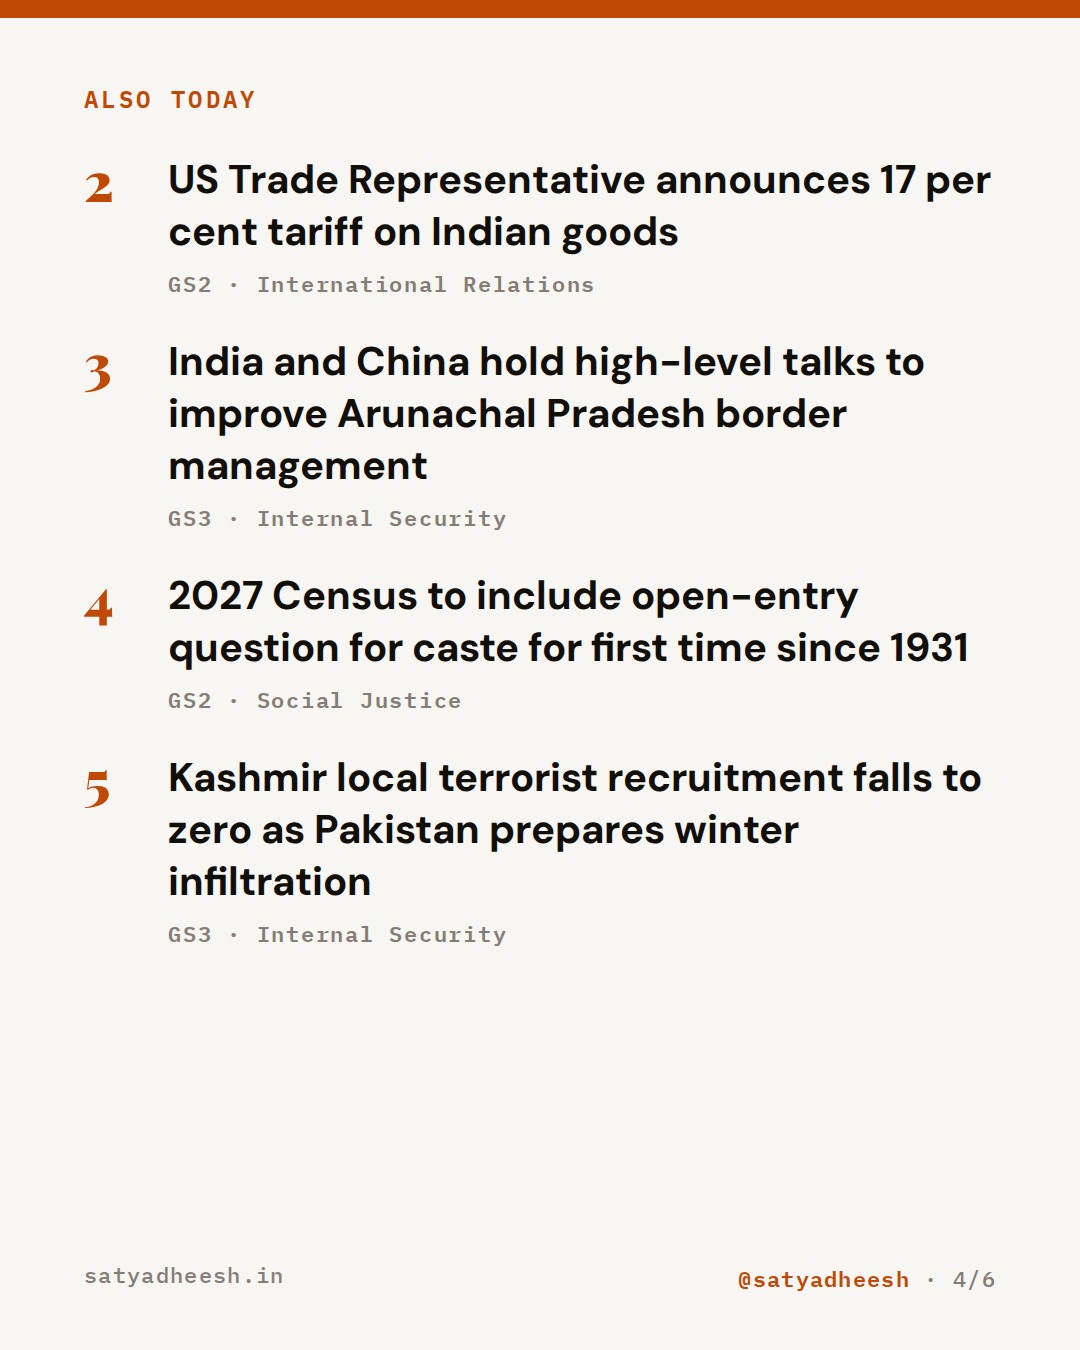 ALSO TODAY
2
US Trade Representative announces 17 per
cent tariff on Indian goods
GS2 · International Relations
3
India and China hold high-level talks to
improve Arunachal Pradesh border
management
GS3 · Internal Security
4
2027 Census to include open-entry
question for caste for first time since 1931
GS2 · Social Justice
5
Kashmir local terrorist recruitment falls to
zero as Pakistan prepares winter
infiltration
GS3 · Internal Security
satyadheesh.in
@satyadheesh · 4/6